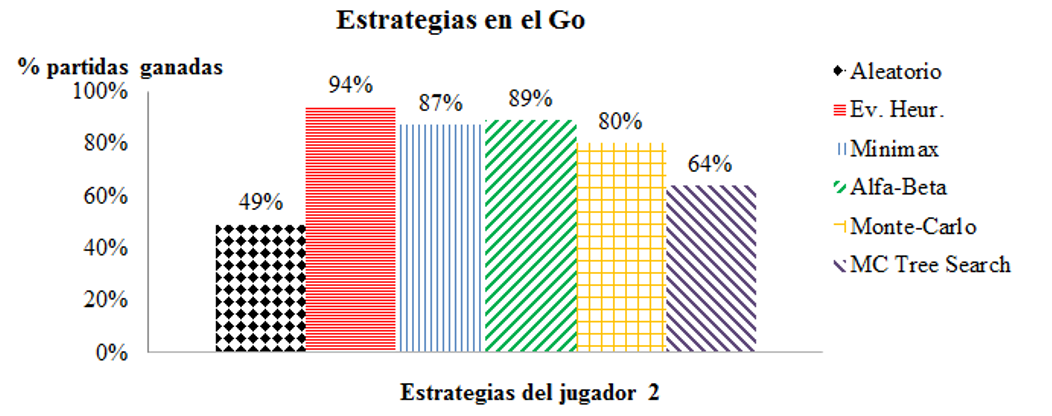 Estrategias en el Go
% partidas ganadas
100%
80%
60%
40%
20%
0%
49%
94%
87%
89%
80%
64%
Aleatorio
Ev. Heur.
Minimax
Alfa-Beta
Monte-Carlo
MC Tree Search
Estrategias del jugador 2